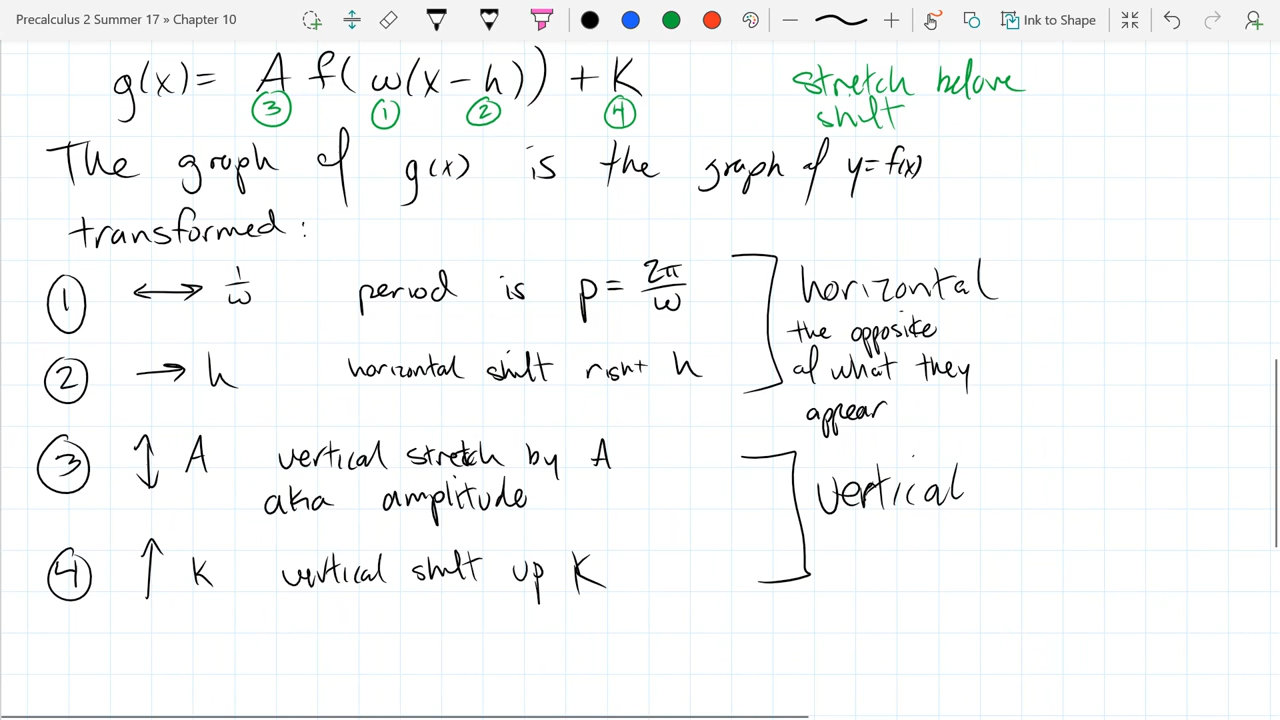 Precalculus 2 Summer 17 » Chapter 10
Ink to Shape
g(x) = A f(ω(x-h)) + K
③ ① ② ④
stretch before
shift
The graph of g(x) is the graph of y=f(x)
transformed:
① ↔ 1/ω period is p = 2π/ω
② → h horizontal shift right h
horizontal
the opposite
of what they
appear
③ ↕ A vertical stretch by A
aka amplitude
④ ↑ K vertical shift up K
vertical